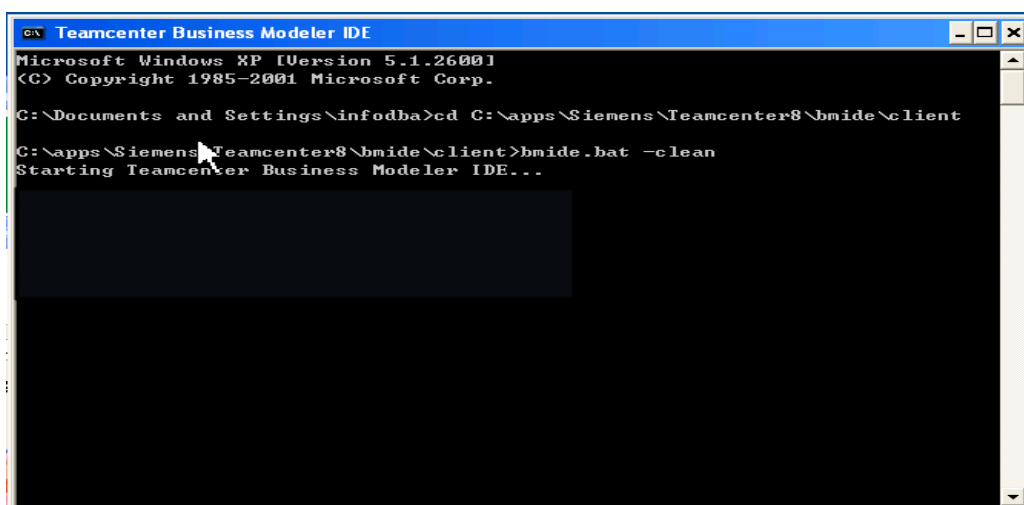 Teamcenter Business Modeler IDE
Microsoft Windows XP [Version 5.1.2600]
(C) Copyright 1985-2001 Microsoft Corp.
C:\Documents and Settings\infodba>cd C:\apps\Siemens\Teamcenter8\bmide\client
C:\apps\Siemens\Teamcenter8\bmide\client>bmide.bat -clean
Starting Teamcenter Business Modeler IDE...